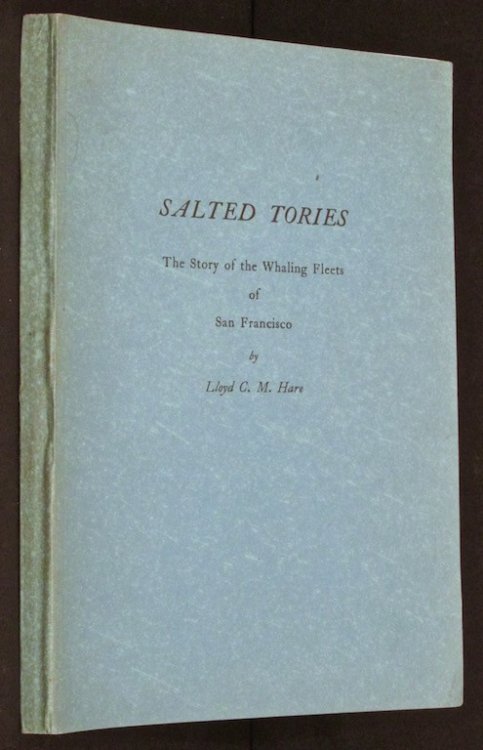 SALTED TORIES
The Story of the Whaling Fleets
of
San Francisco
by
Lloyd C. M. Hare